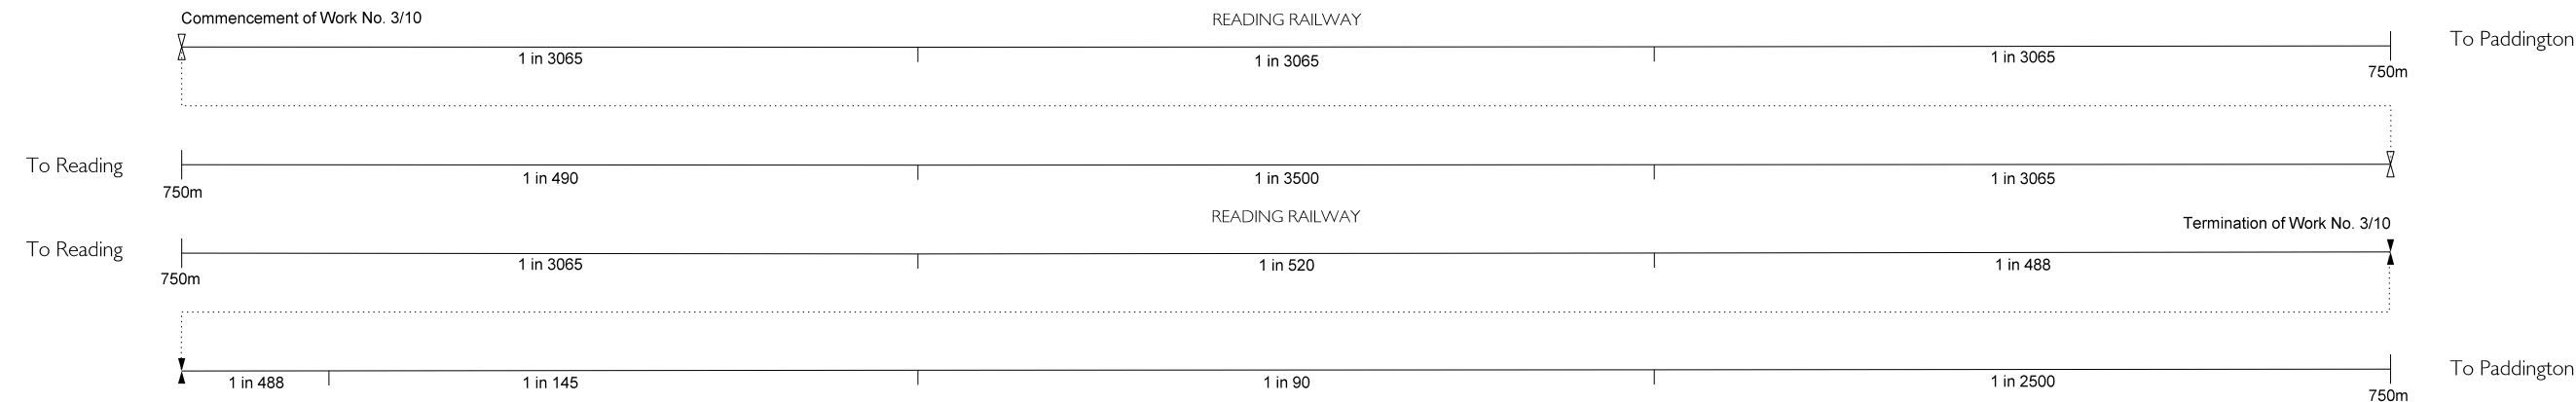 Commencement of Work No. 3/10
READING RAILWAY
To Paddington
1 in 3065
1 in 3065
1 in 3065
750m
To Reading
750m
1 in 490
1 in 3500
1 in 3065
READING RAILWAY
Termination of Work No. 3/10
To Reading
750m
1 in 3065
1 in 520
1 in 488
1 in 488
1 in 145
1 in 90
1 in 2500
To Paddington
750m